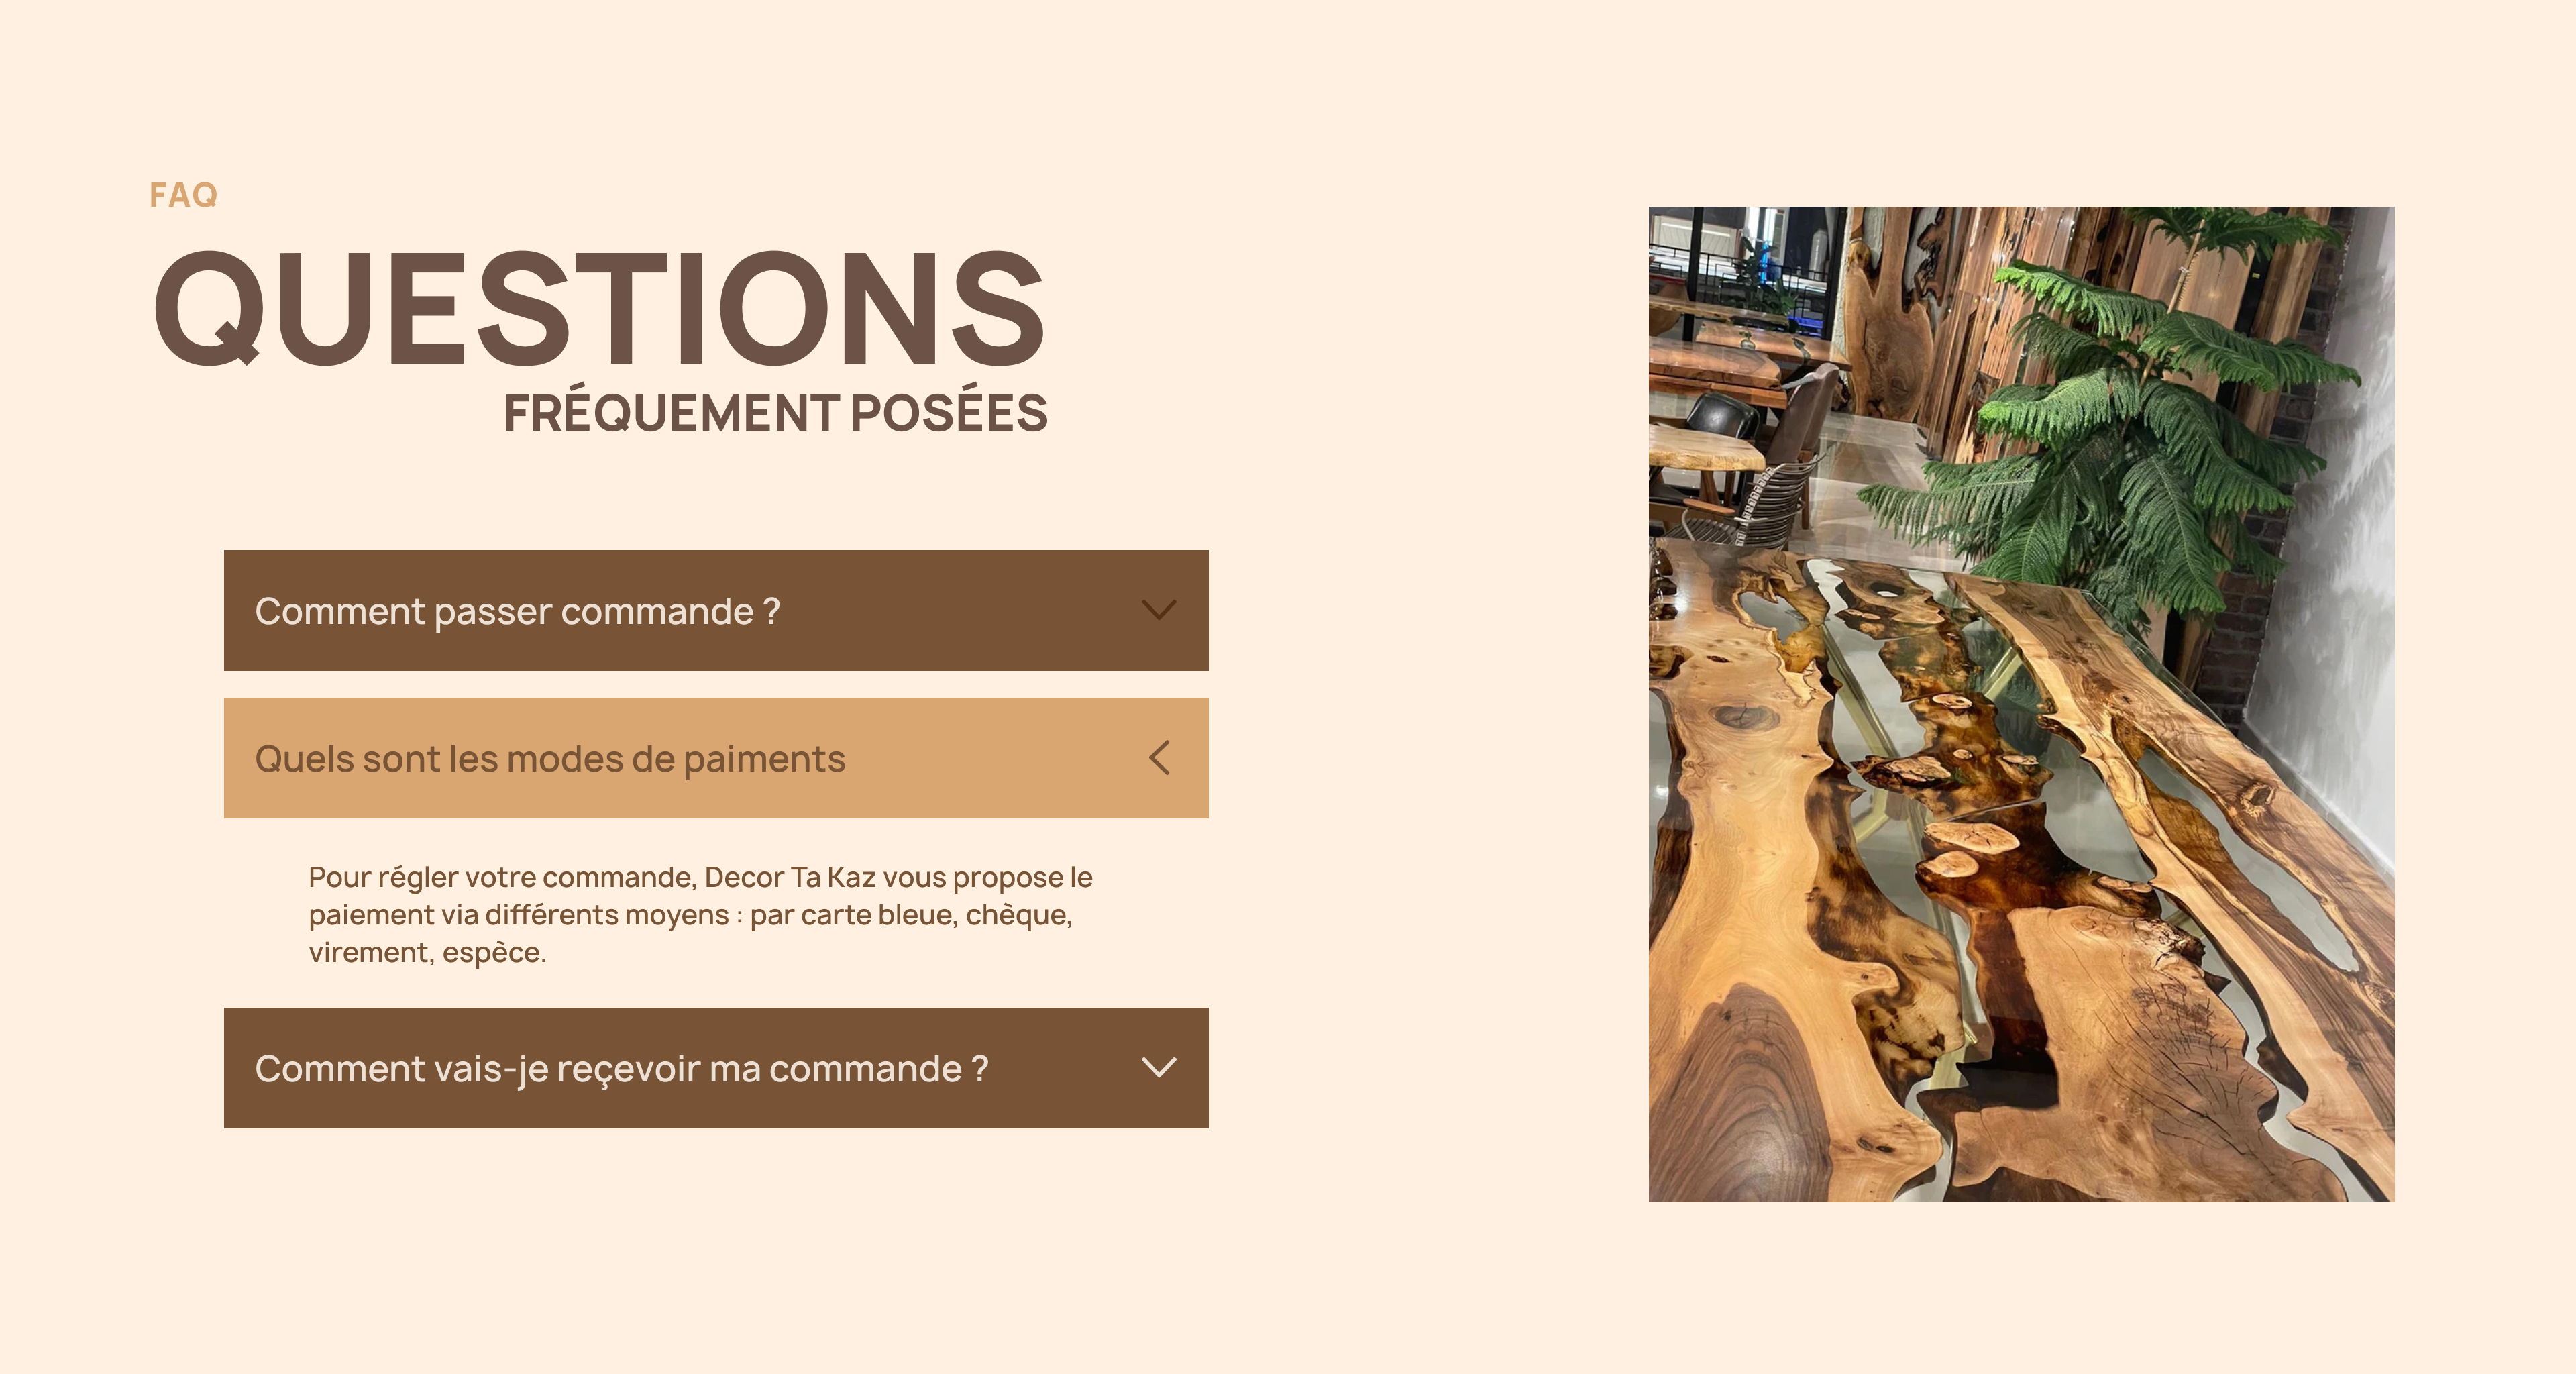 FAQ
QUESTIONS
FRÉQUEMENT POSÉES
Comment passer commande ?
Quels sont les modes de paiments
Pour régler votre commande, Decor Ta Kaz vous propose le
paiement via différents moyens : par carte bleue, chèque,
virement, espèce.
Comment vais-je reçevoir ma commande ?